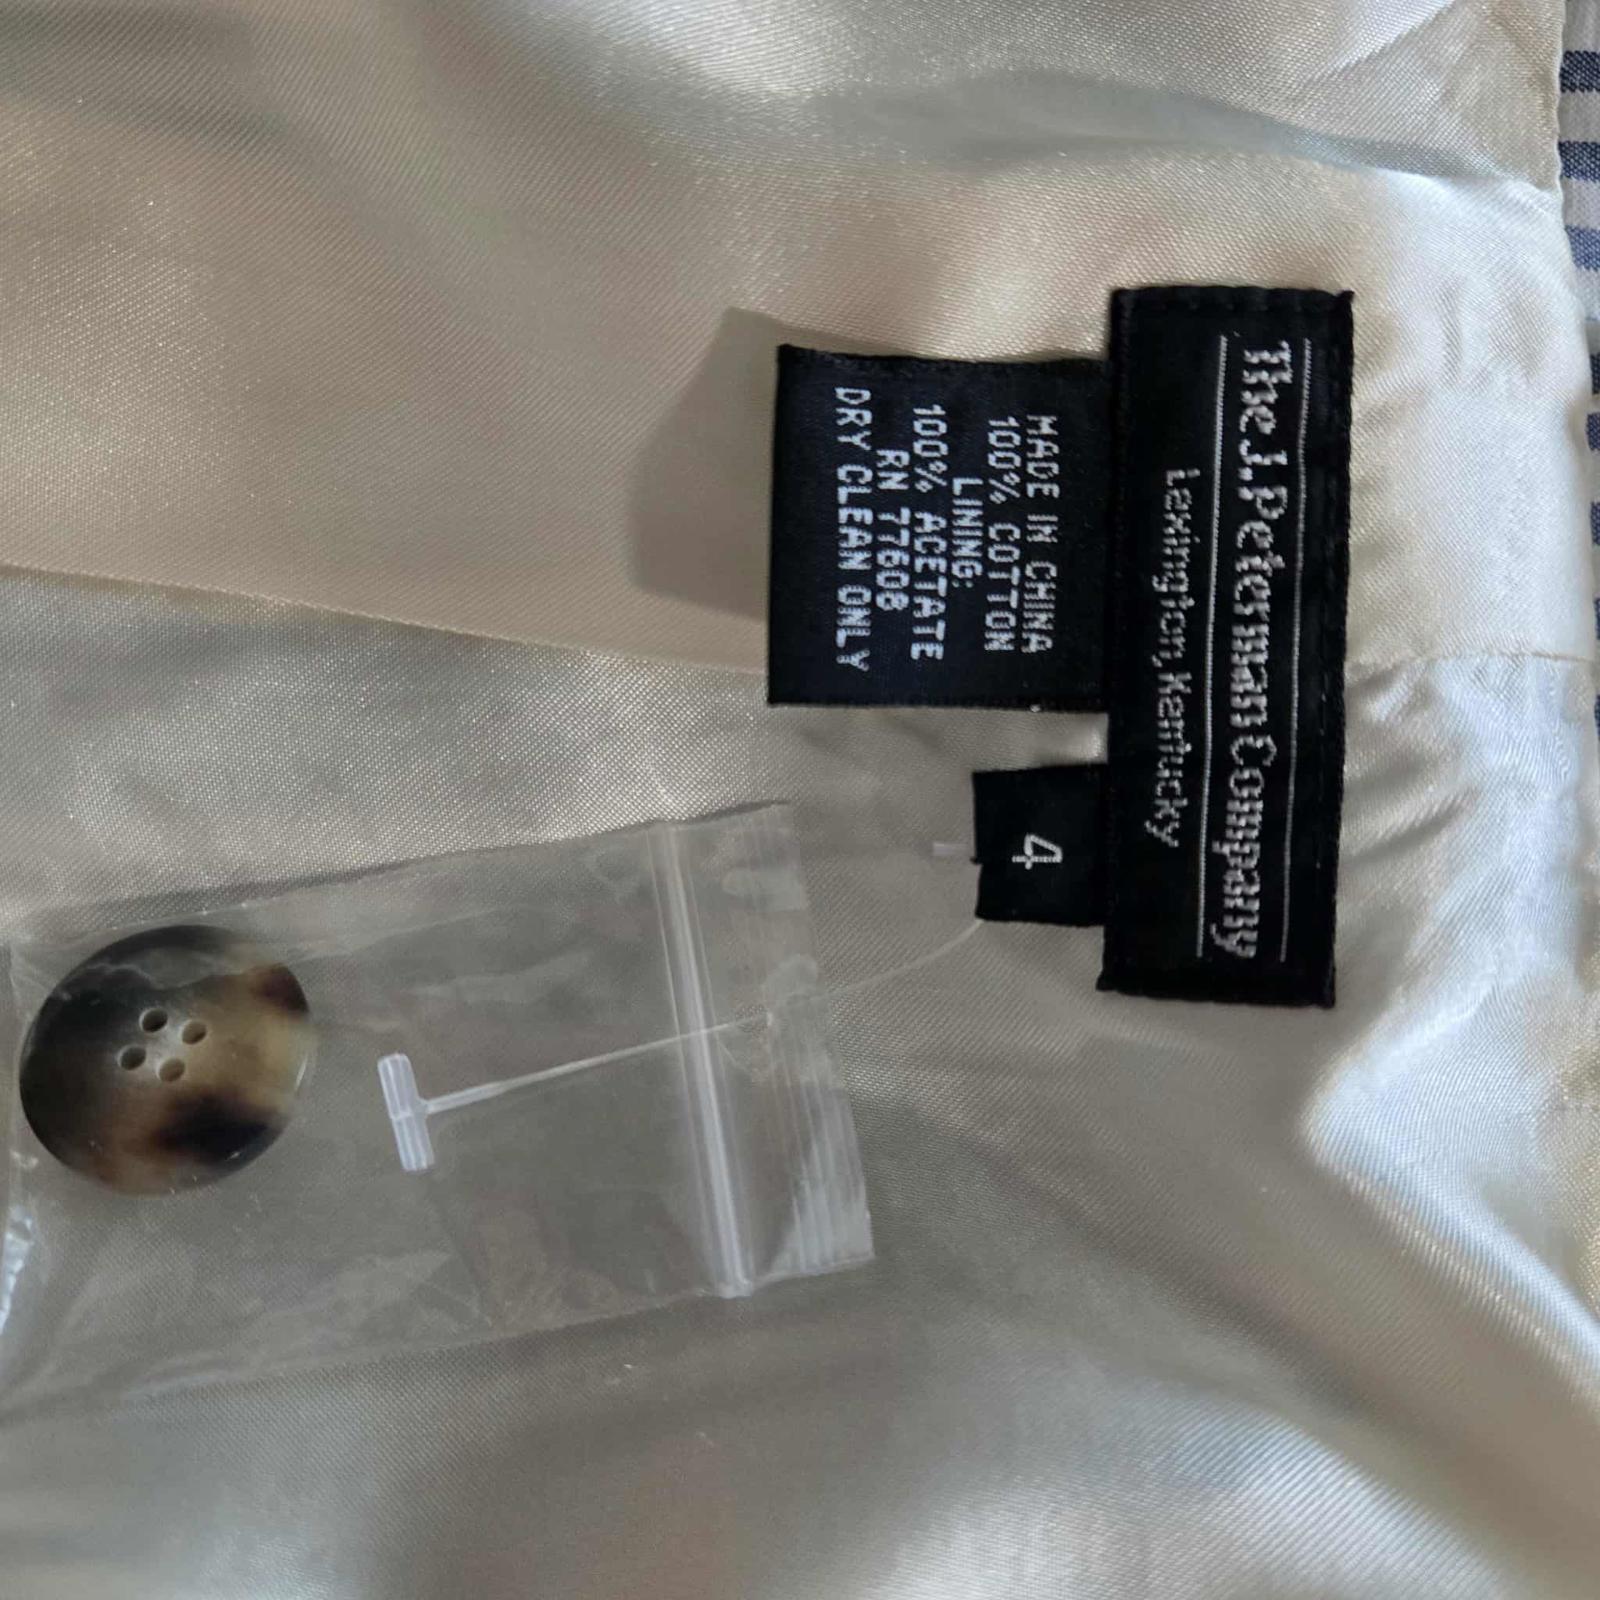 The J. Peterman Company
Lexington, Kentucky
MADE IN CHINA
100% COTTON
LINING:
100% ACETATE
RN 77608
DRY CLEAN ONLY
4